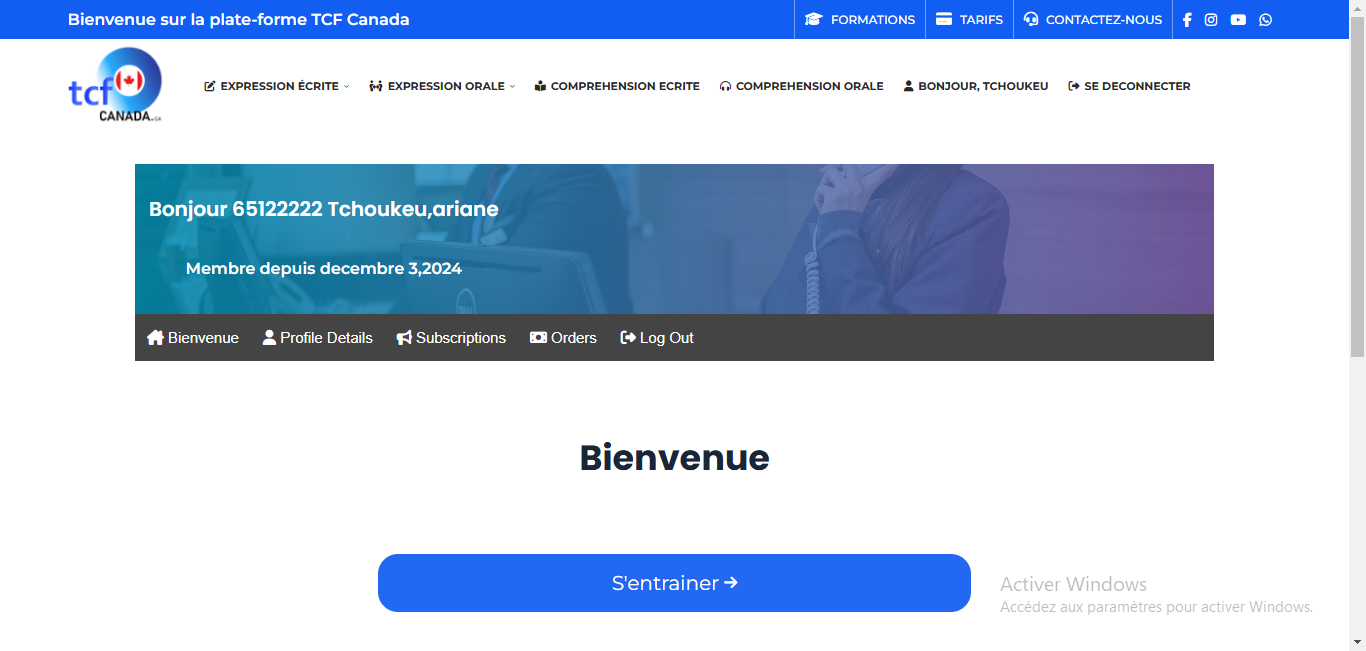 Bienvenue sur la plate-forme TCF Canada
FORMATIONS
TARIFS
CONTACTEZ-NOUS
tcf
CANADA.CA
EXPRESSION ÉCRITE
EXPRESSION ORALE
COMPREHENSION ECRITE
COMPREHENSION ORALE
BONJOUR, TCHOUKEU
SE DECONNECTER
Bonjour 65122222 Tchoukeu,ariane
Membre depuis decembre 3,2024
Bienvenue
Profile Details
Subscriptions
Orders
Log Out
Bienvenue
S'entrainer
Activer Windows
Accédez aux paramètres pour activer Windows.